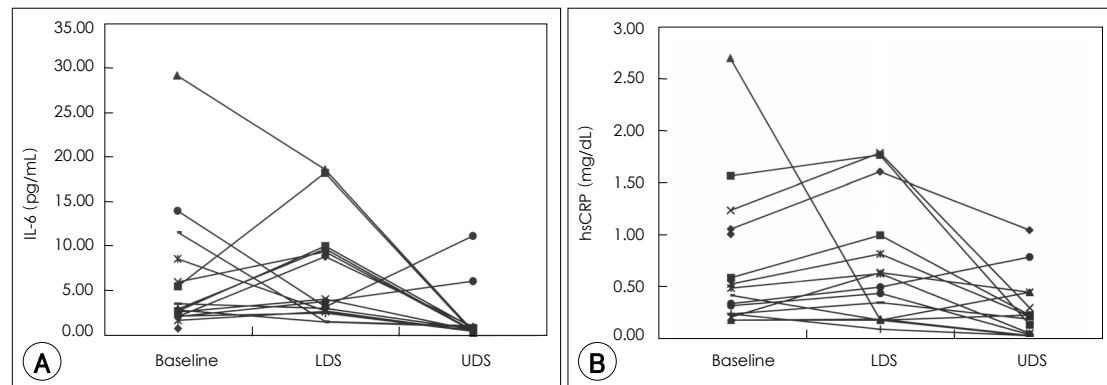 35.00
30.00
25.00
20.00
15.00
10.00
5.00
0.00
IL-6 (pg/mL)
Baseline
LDS
UDS
A
3.00
2.50
2.00
1.50
1.00
0.50
0.00
hsCRP (mg/dL)
Baseline
LDS
UDS
B